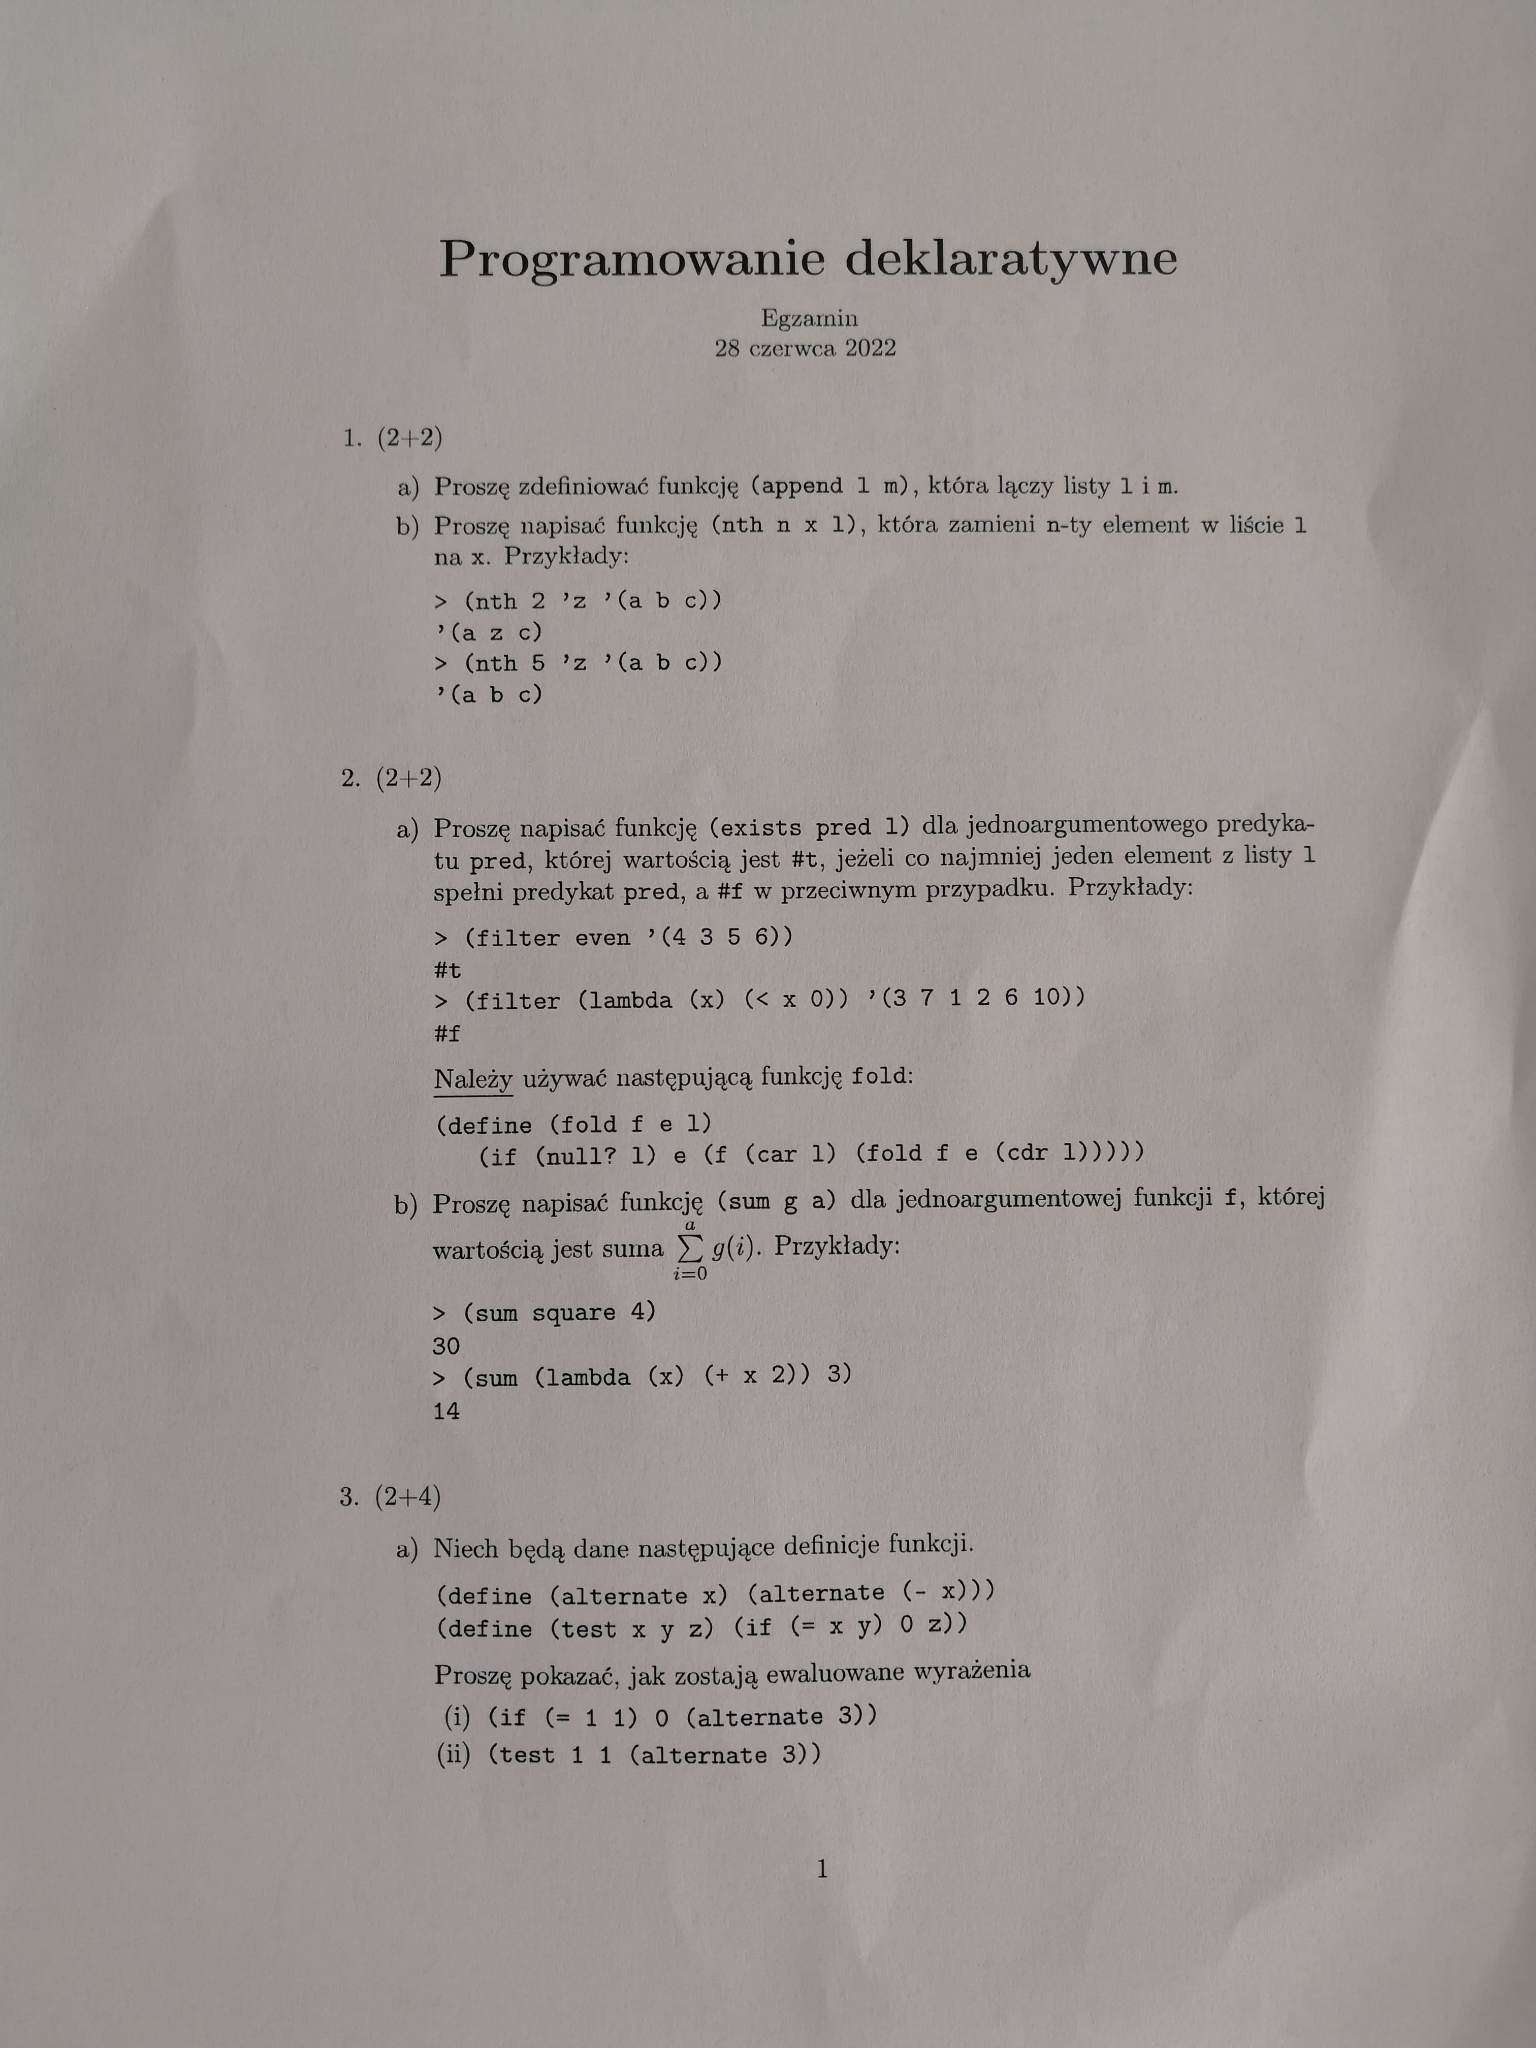 Programowanie deklaratywne
Egzamin
28 czerwca 2022
1. (2+2)
a) Proszę zdefiniować funkcję (append l m), która lączy listy l i m.
b) Proszę napisać funkcję (nth n x l), która zamieni n-ty element w liście l
na x. Przykłady:
> (nth 2 ’z ’(a b c))
’(a z c)
> (nth 5 ’z ’(a b c))
’(a b c)
2. (2+2)
a) Proszę napisać funkcję (exists pred l) dla jednoargumentowego predyka-
tu pred, której wartością jest #t, jeżeli co najmniej jeden element z listy l
spełni predykat pred, a #f w przeciwnym przypadku. Przykłady:
> (filter even ’(4 3 5 6))
#t
> (filter (lambda (x) (< x 0)) ’(3 7 1 2 6 10))
#f
Należy używać następującą funkcję fold:
(define (fold f e l)
(if (null? l) e (f (car l) (fold f e (cdr l)))))
b) Proszę napisać funkcję (sum g a) dla jednoargumentowej funkcji f, której
wartością jest suma ∑_{i=0}^{a} g(i). Przykłady:
> (sum square 4)
30
> (sum (lambda (x) (+ x 2)) 3)
14
3. (2+4)
a) Niech będą dane następujące definicje funkcji.
(define (alternate x) (alternate (- x)))
(define (test x y z) (if (= x y) 0 z))
Proszę pokazać, jak zostają ewaluowane wyrażenia
(i) (if (= 1 1) 0 (alternate 3))
(ii) (test 1 1 (alternate 3))
1